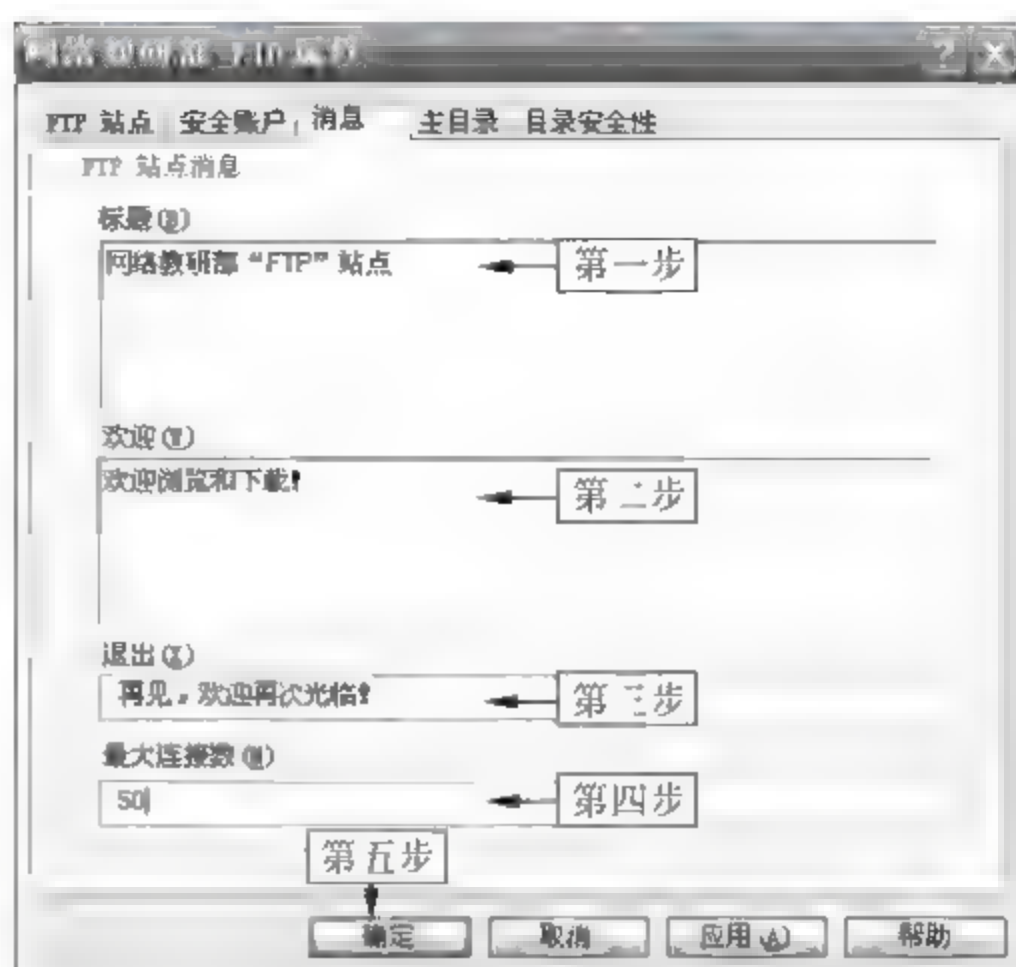 FTP 站点 安全账户 消息 主目录 目录安全性
FTP 站点消息
标题(B)
网络教研部“FTP”站点
第一步
欢迎(W)
欢迎浏览和下载!
第二步
退出(X)
再见,欢迎再次光临!
第三步
最大连接数(M)
50
第四步
第五步
确定 取消 应用(A) 帮助